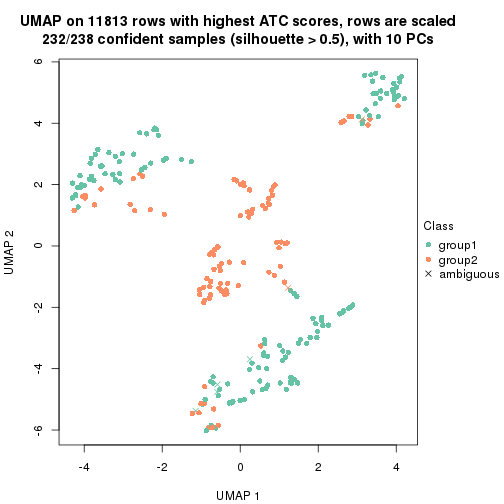 UMAP on 11813 rows with highest ATC scores, rows are scaled
232/238 confident samples (silhouette > 0.5), with 10 PCs
6
4
2
0
-2
-4
-6
UMAP 2
-4
-2
0
2
4
UMAP 1
Class
group1
group2
ambiguous